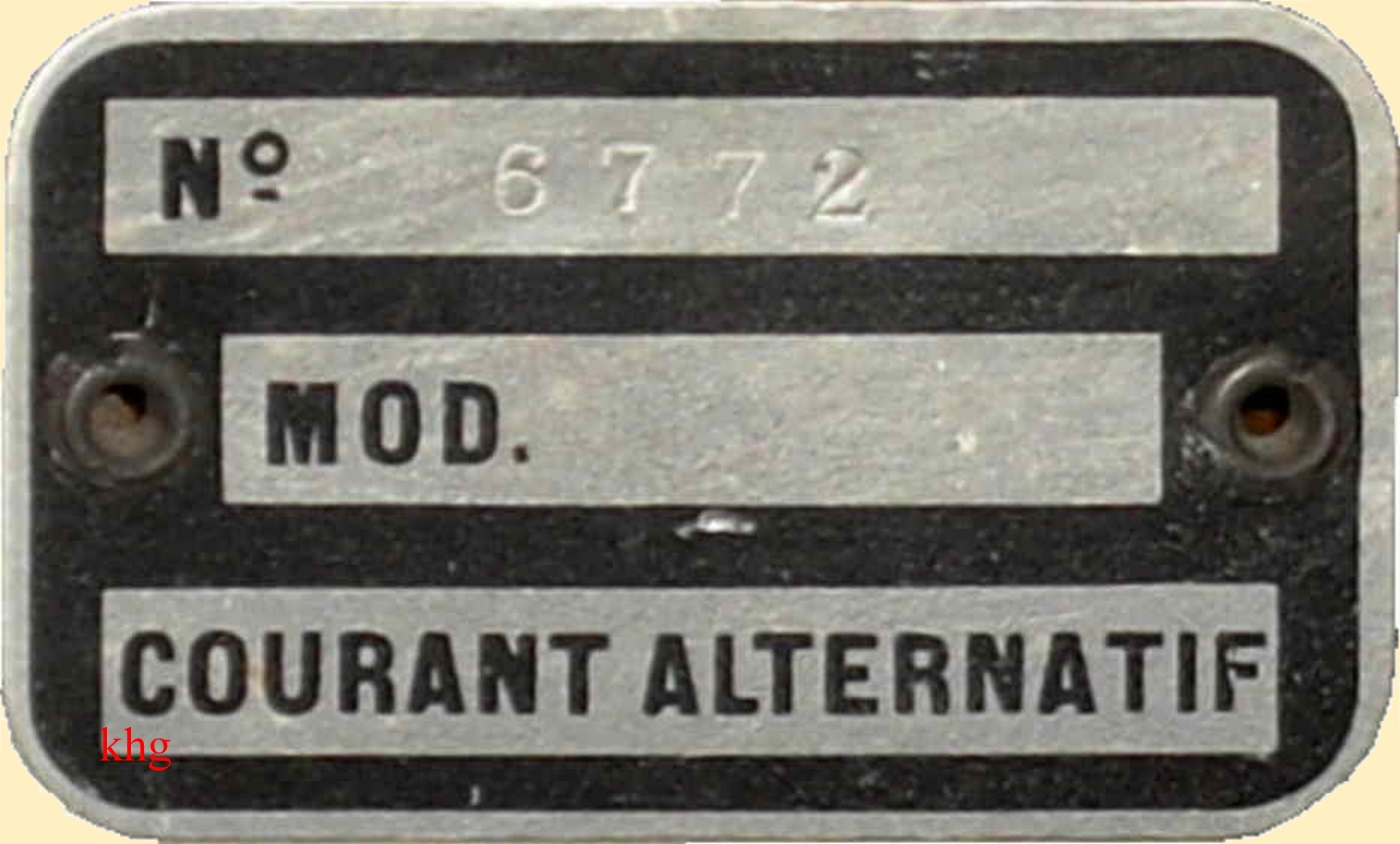 Nº 6772
MOD.
COURANT ALTERNATIF
khg